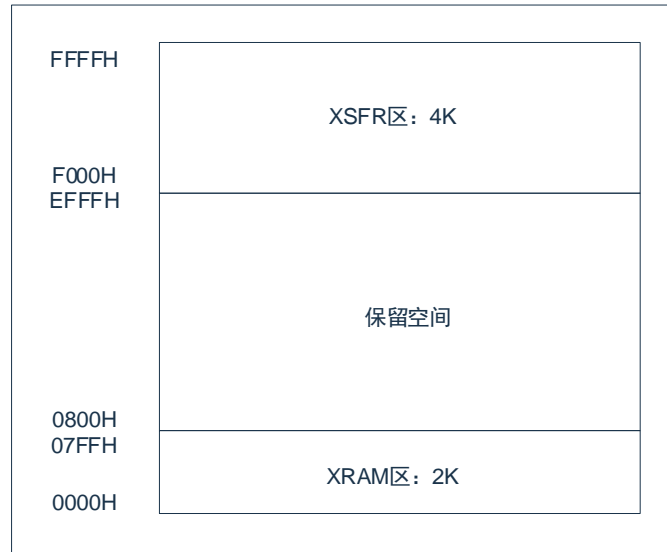 FFFFH
XSFR区：4K
F000H
EFFFH
保留空间
0800H
07FFH
XRAM区：2K
0000H